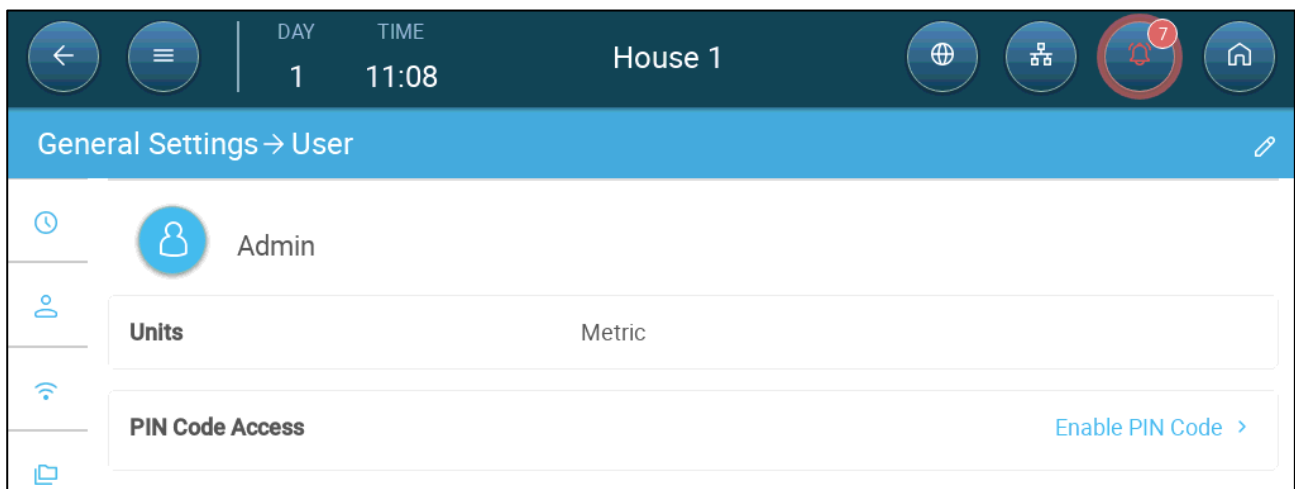 DAY TIME
1 11:08
House 1
7
General Settings → User
Admin
Units Metric
PIN Code Access Enable PIN Code >